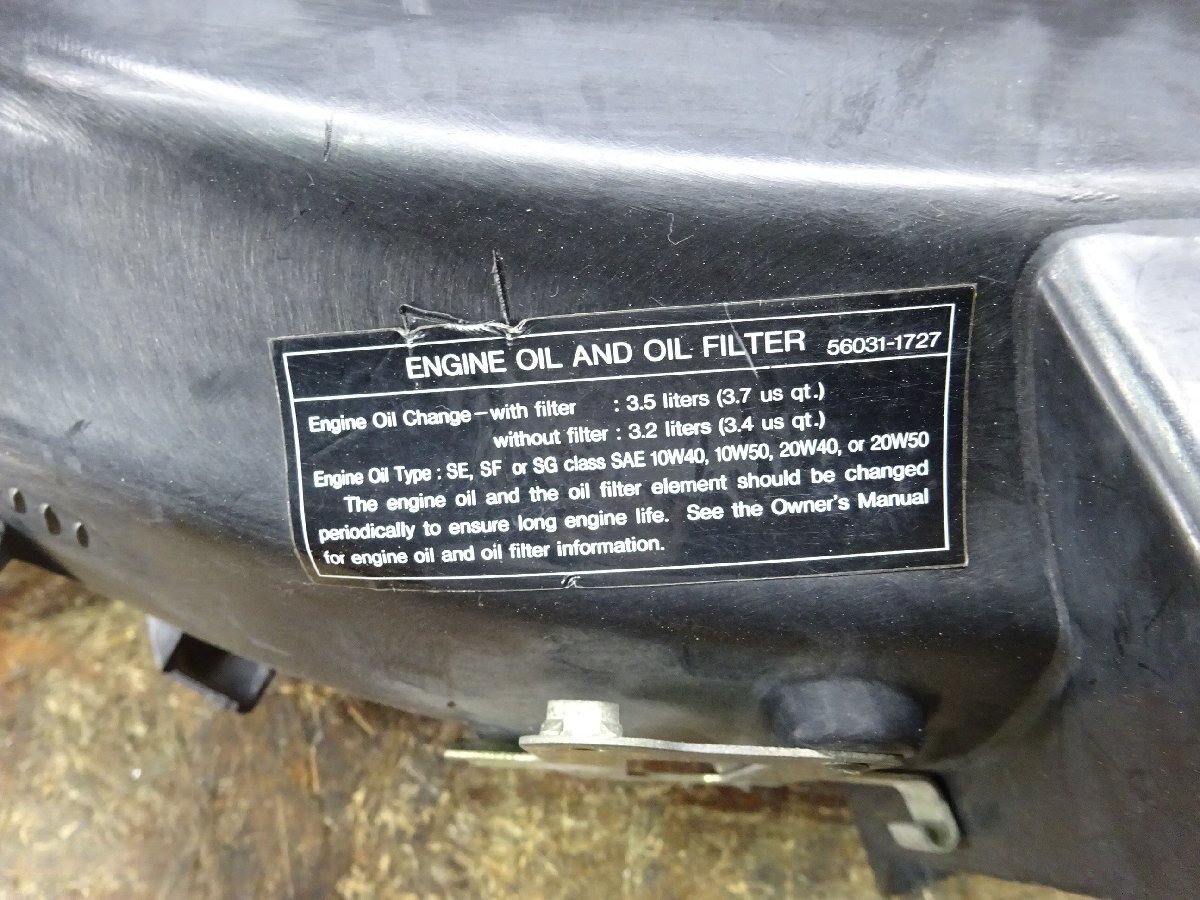 ENGINE OIL AND OIL FILTER 56031-1727
Engine Oil Change-with filter : 3.5 liters (3.7 us qt.)
without filter : 3.2 liters (3.4 us qt.)
Engine Oil Type : SE, SF or SG class SAE 10W40, 10W50, 20W40, or 20W50
The engine oil and the oil filter element should be changed
periodically to ensure long engine life. See the Owner's Manual
for engine oil and oil filter information.